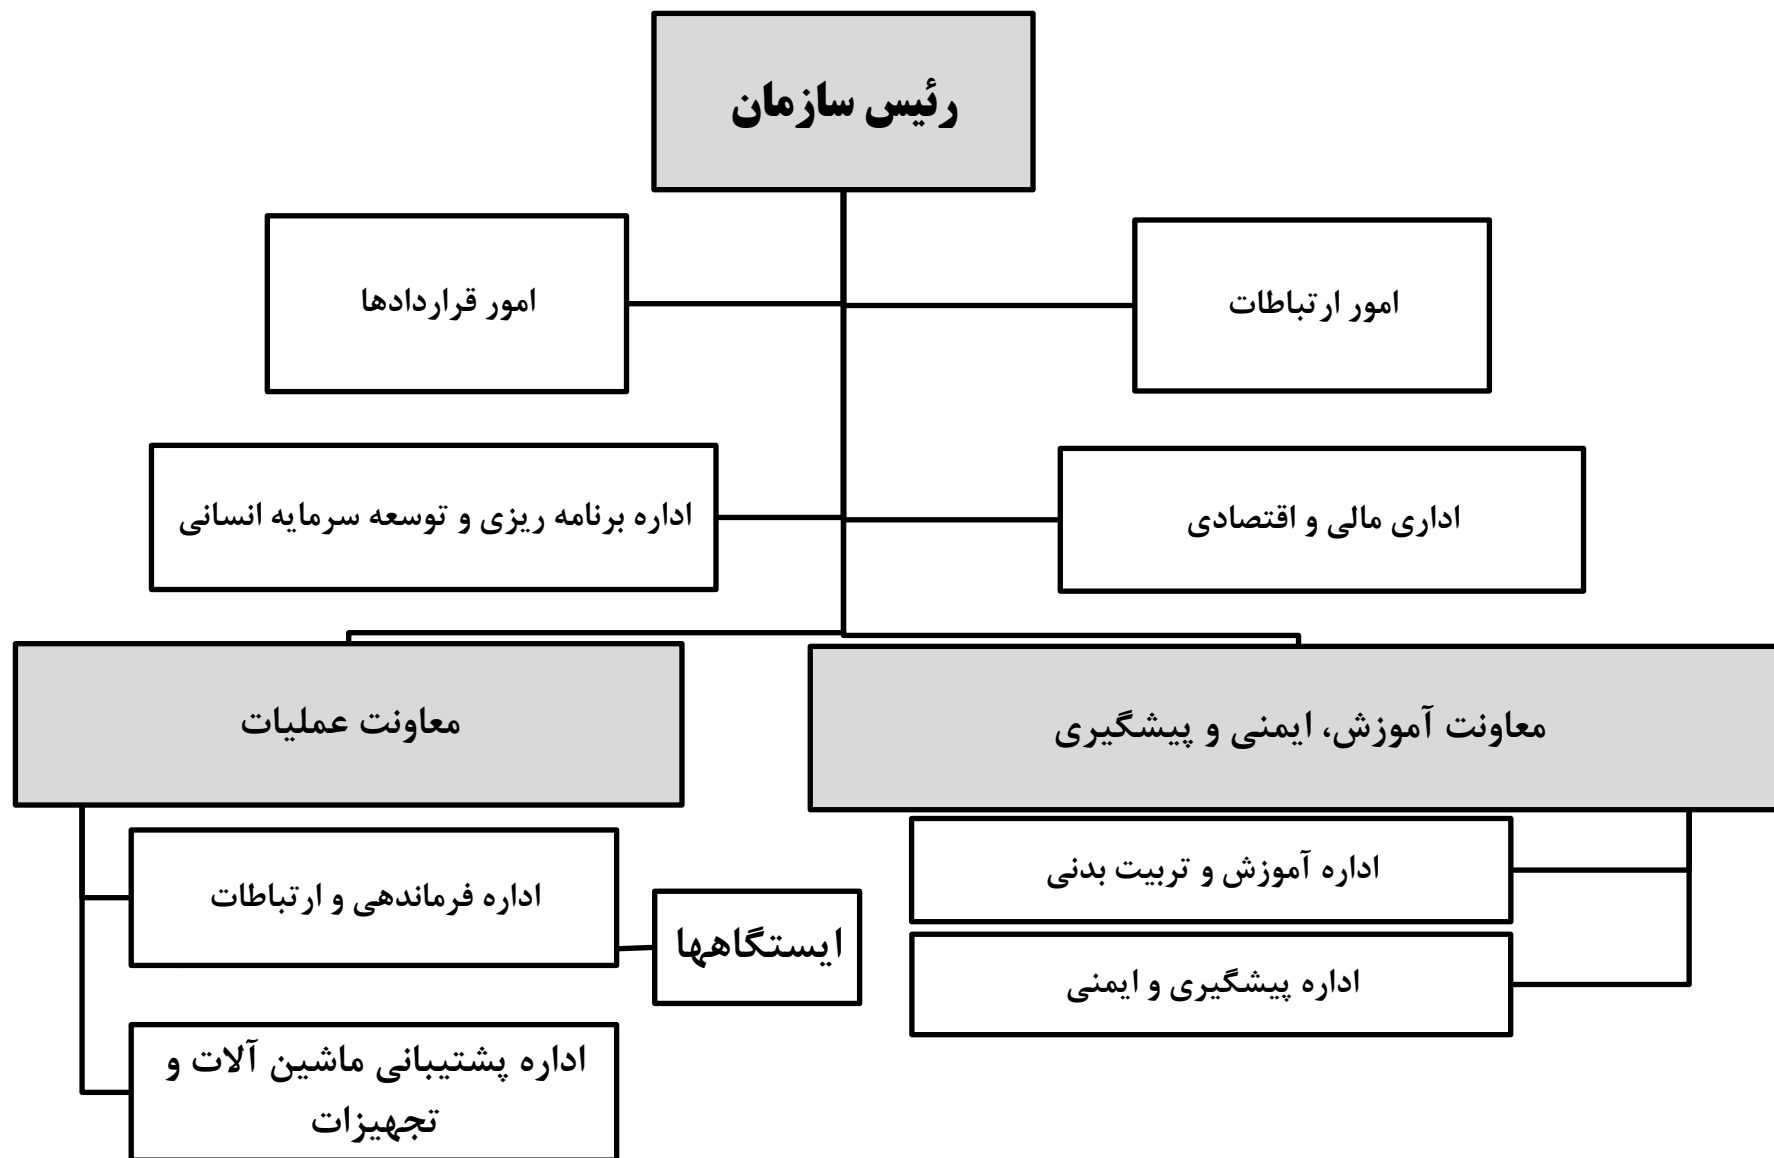 رئیس سازمان
امور ارتباطات
امور قراردادها
اداری مالی و اقتصادی
اداره برنامه ریزی و توسعه سرمایه انسانی
معاونت آموزش، ایمنی و پیشگیری
معاونت عملیات
اداره آموزش و تربیت بدنی
اداره پیشگیری و ایمنی
اداره فرماندهی و ارتباطات
ایستگاهها
اداره پشتیبانی ماشین آلات و
تجهیزات